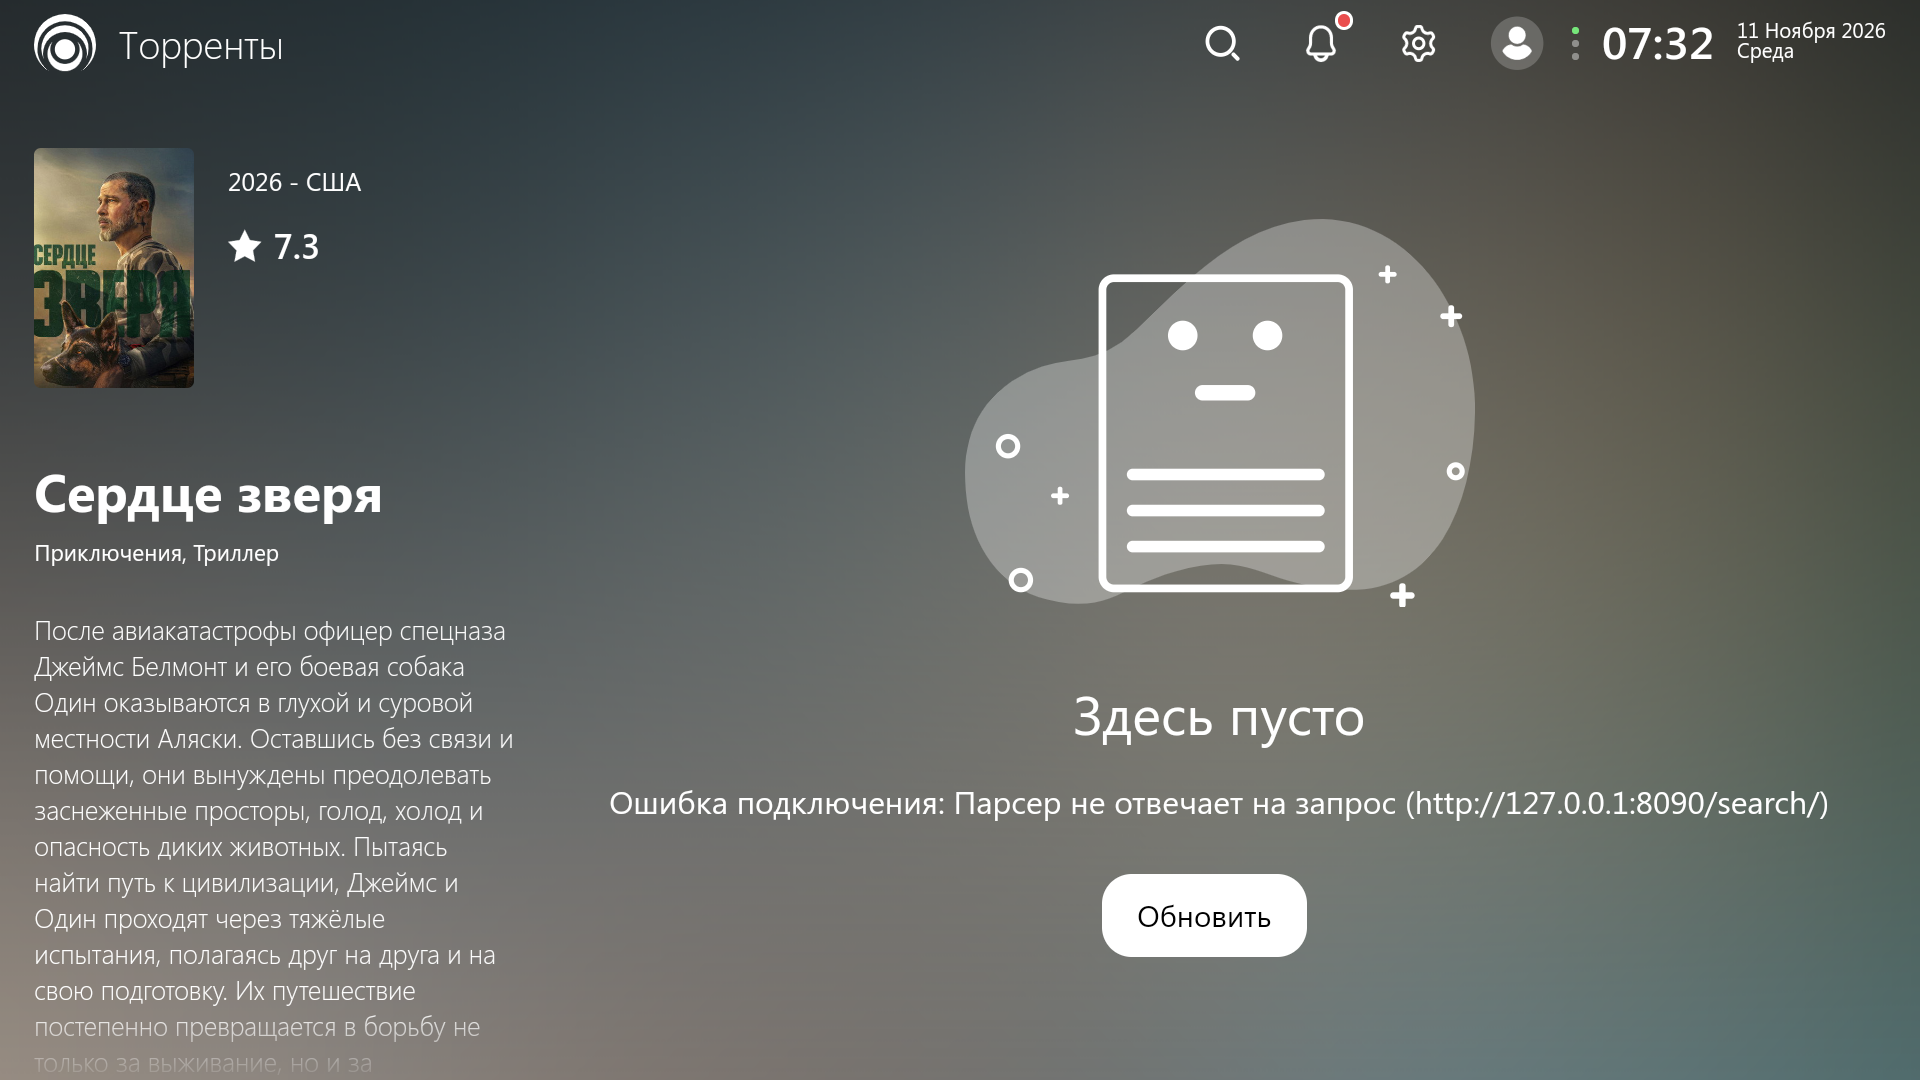 Торренты
07:32
11 Ноября 2026
Среда
СЕРДЦЕ
ЗВЕРЯ
2026 - США
7.3
Сердце зверя
Приключения, Триллер
После авиакатастрофы офицер спецназа
Джеймс Белмонт и его боевая собака
Один оказываются в глухой и суровой
местности Аляски. Оставшись без связи и
помощи, они вынуждены преодолевать
заснеженные просторы, голод, холод и
опасность диких животных. Пытаясь
найти путь к цивилизации, Джеймс и
Один проходят через тяжёлые
испытания, полагаясь друг на друга и на
свою подготовку. Их путешествие
постепенно превращается в борьбу не
только за выживание, но и за
Здесь пусто
Ошибка подключения: Парсер не отвечает на запрос (http://127.0.0.1:8090/search/)
Обновить